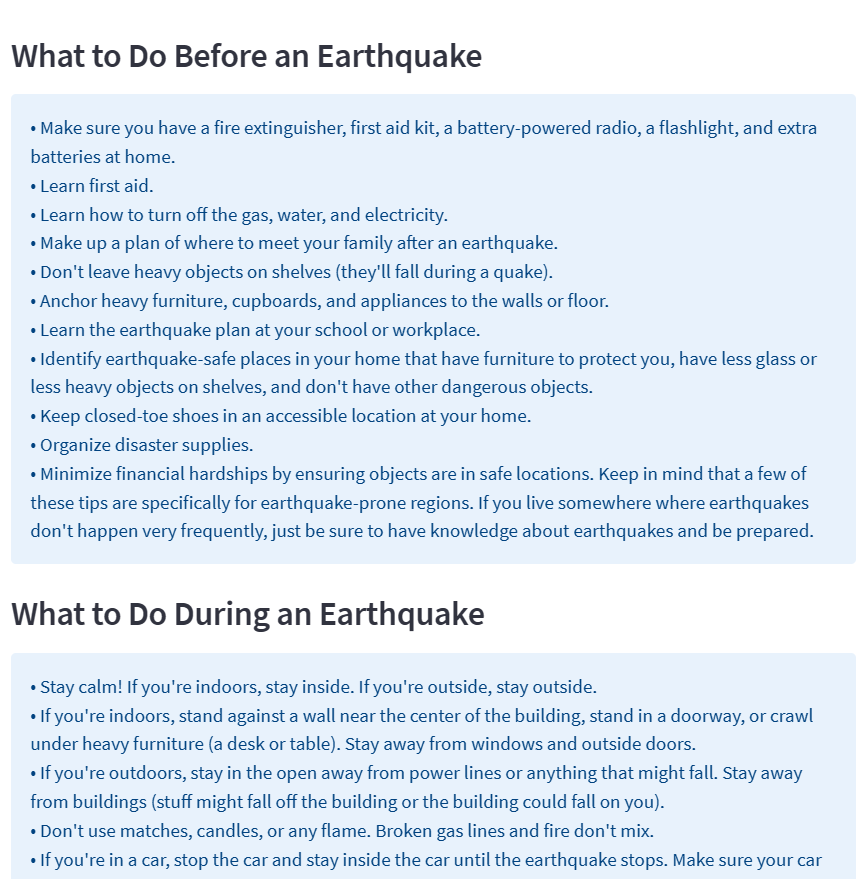 What to Do Before an Earthquake
• Make sure you have a fire extinguisher, first aid kit, a battery-powered radio, a flashlight, and extra
batteries at home.
• Learn first aid.
• Learn how to turn off the gas, water, and electricity.
• Make up a plan of where to meet your family after an earthquake.
• Don't leave heavy objects on shelves (they'll fall during a quake).
• Anchor heavy furniture, cupboards, and appliances to the walls or floor.
• Learn the earthquake plan at your school or workplace.
• Identify earthquake-safe places in your home that have furniture to protect you, have less glass or
less heavy objects on shelves, and don't have other dangerous objects.
• Keep closed-toe shoes in an accessible location at your home.
• Organize disaster supplies.
• Minimize financial hardships by ensuring objects are in safe locations. Keep in mind that a few of
these tips are specifically for earthquake-prone regions. If you live somewhere where earthquakes
don't happen very frequently, just be sure to have knowledge about earthquakes and be prepared.
What to Do During an Earthquake
• Stay calm! If you're indoors, stay inside. If you're outside, stay outside.
• If you're indoors, stand against a wall near the center of the building, stand in a doorway, or crawl
under heavy furniture (a desk or table). Stay away from windows and outside doors.
• If you're outdoors, stay in the open away from power lines or anything that might fall. Stay away
from buildings (stuff might fall off the building or the building could fall on you).
• Don't use matches, candles, or any flame. Broken gas lines and fire don't mix.
• If you're in a car, stop the car and stay inside the car until the earthquake stops. Make sure your car